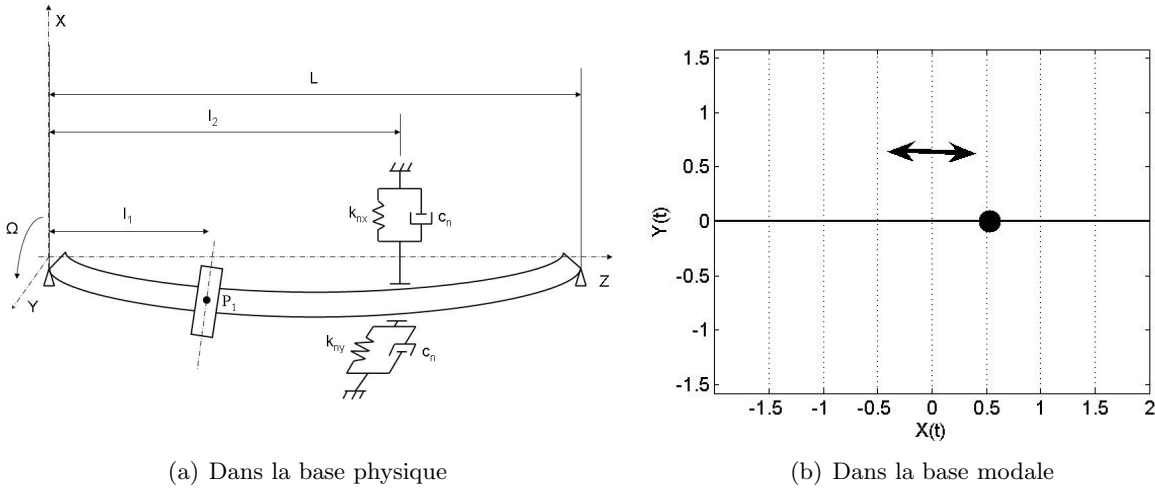 X
L
l₂
l₁
kₙₓ
cₙ
Ω
Z
Y
P₁
kₙᵧ
cₙ
(a) Dans la base physique
1.5
1
0.5
0
-0.5
-1
-1.5
Y(t)
-1.5 -1 -0.5 0 0.5 1 1.5 2
X(t)
(b) Dans la base modale